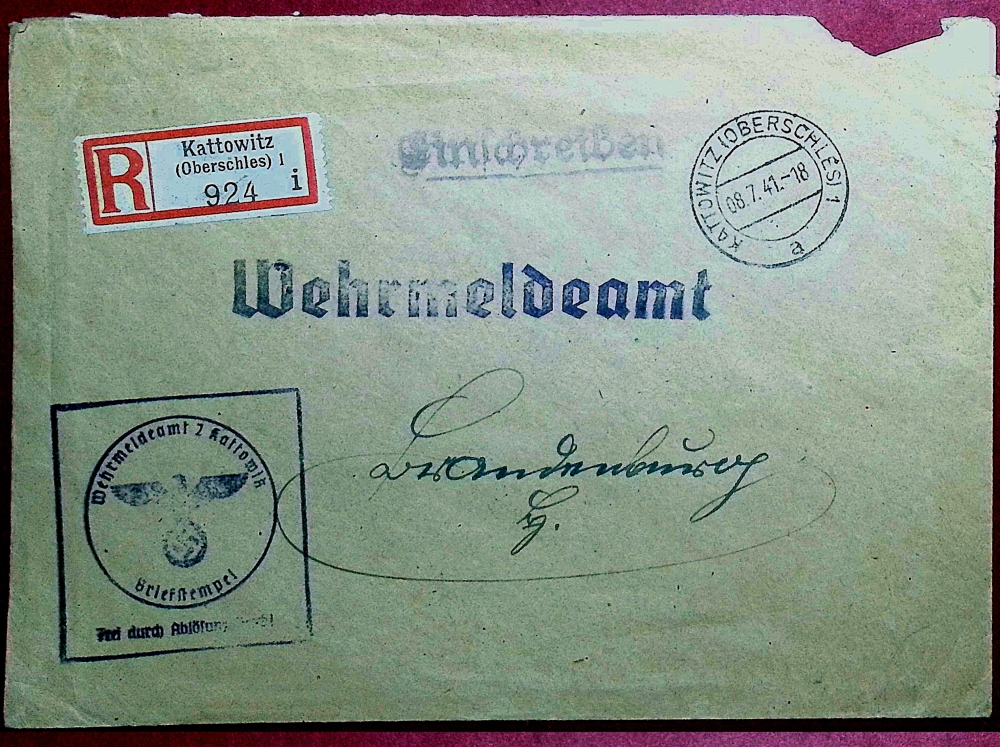 R
Kattowitz
(Oberschles) 1
924 i
Einschreiben
KATTOWITZ (OBERSCHLES) 1
08.7.41.-18
a
Wehrmeldeamt
Brandenburg
H.
Wehrmeldeamt 2 Kattowitz
Briefstempel
Frei durch Ablösung